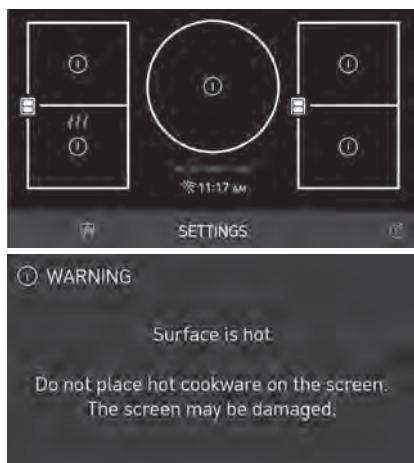 11:17 AM
SETTINGS
WARNING
Surface is hot
Do not place hot cookware on the screen.
The screen may be damaged.